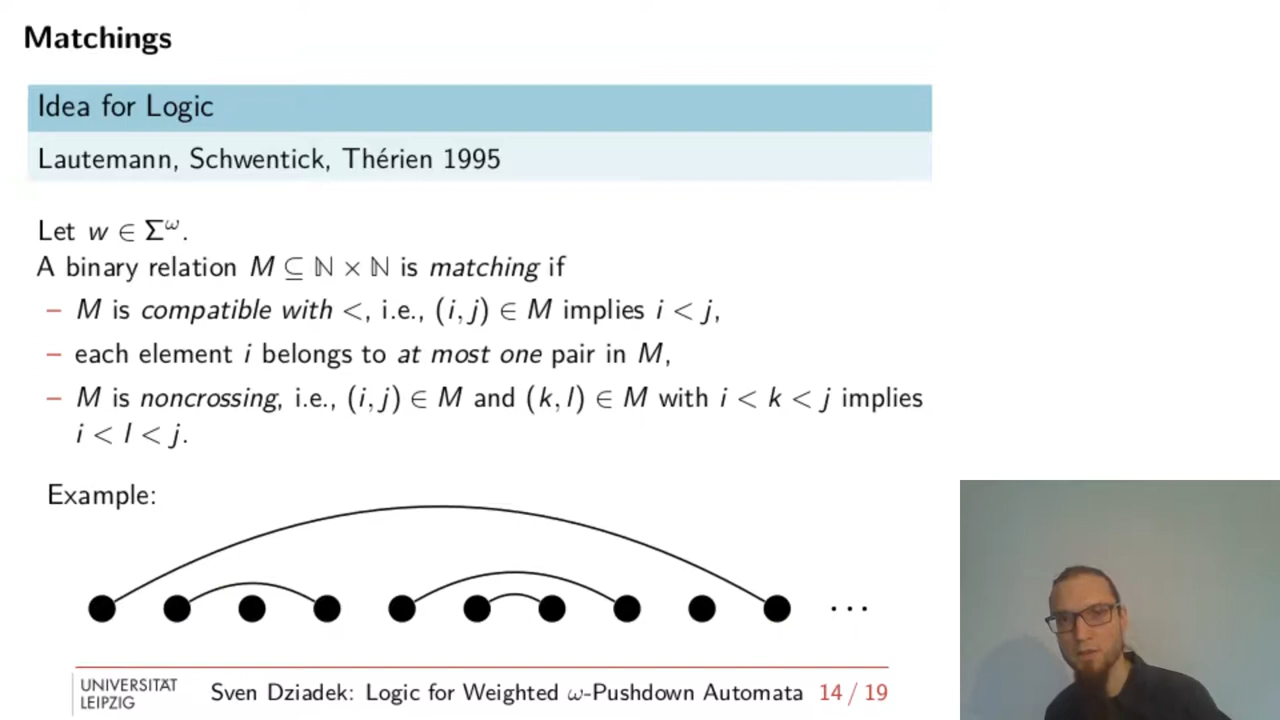 Matchings
Idea for Logic
Lautemann, Schwentick, Thérien 1995
Let w ∈ Σ^ω.
A binary relation M ⊆ ℕ × ℕ is matching if
– M is compatible with <, i.e., (i, j) ∈ M implies i < j,
– each element i belongs to at most one pair in M,
– M is noncrossing, i.e., (i, j) ∈ M and (k, l) ∈ M with i < k < j implies
i < l < j.
Example:
...
UNIVERSITÄT
LEIPZIG
Sven Dziadek: Logic for Weighted ω-Pushdown Automata 14 / 19